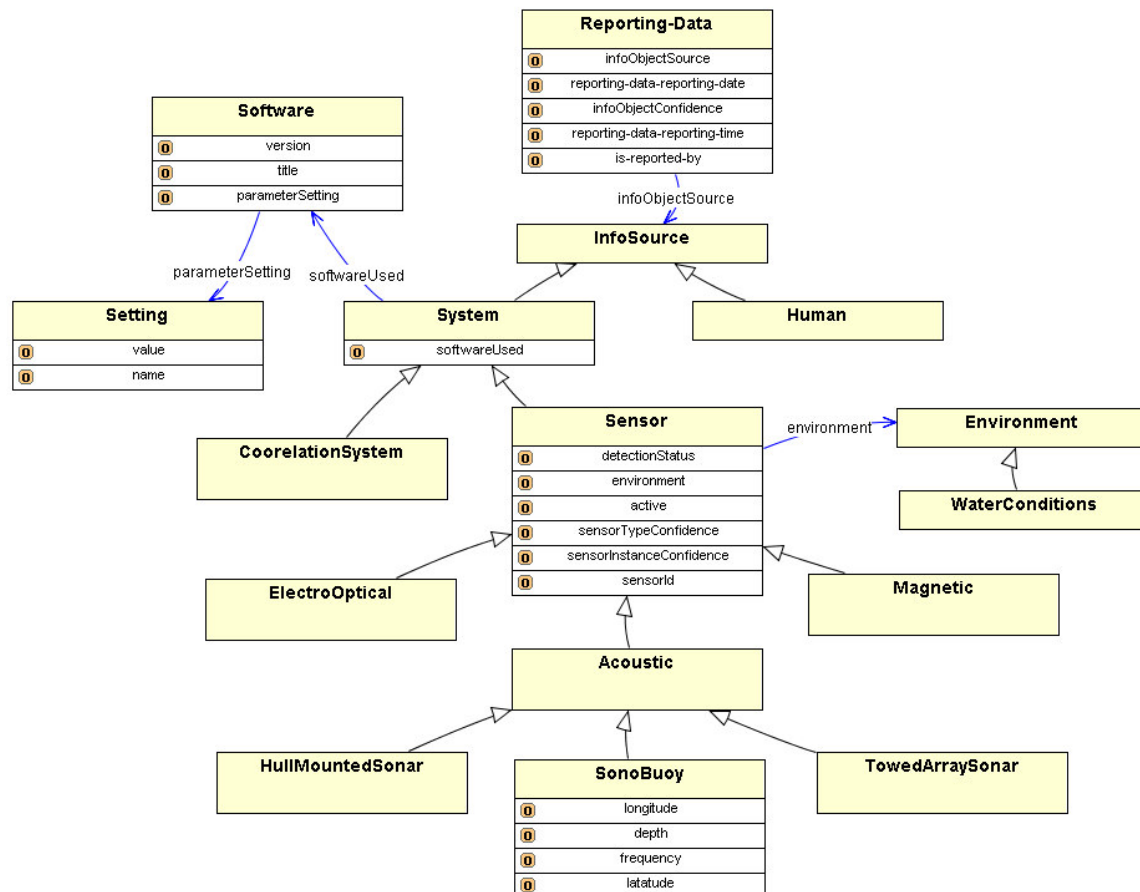 Reporting-Data
O infoObjectSource
O reporting-data-reporting-date
O infoObjectConfidence
O reporting-data-reporting-time
O is-reported-by
Software
O version
O title
O parameterSetting
infoObjectSource
InfoSource
parameterSetting
softwareUsed
Setting
O value
O name
System
O softwareUsed
Human
CoorelationSystem
Sensor
O detectionStatus
O environment
O active
O sensorTypeConfidence
O sensorInstanceConfidence
O sensorId
environment
Environment
WaterConditions
ElectroOptical
Magnetic
Acoustic
HullMountedSonar
SonoBuoy
O longitude
O depth
O frequency
O latatude
TowedArraySonar